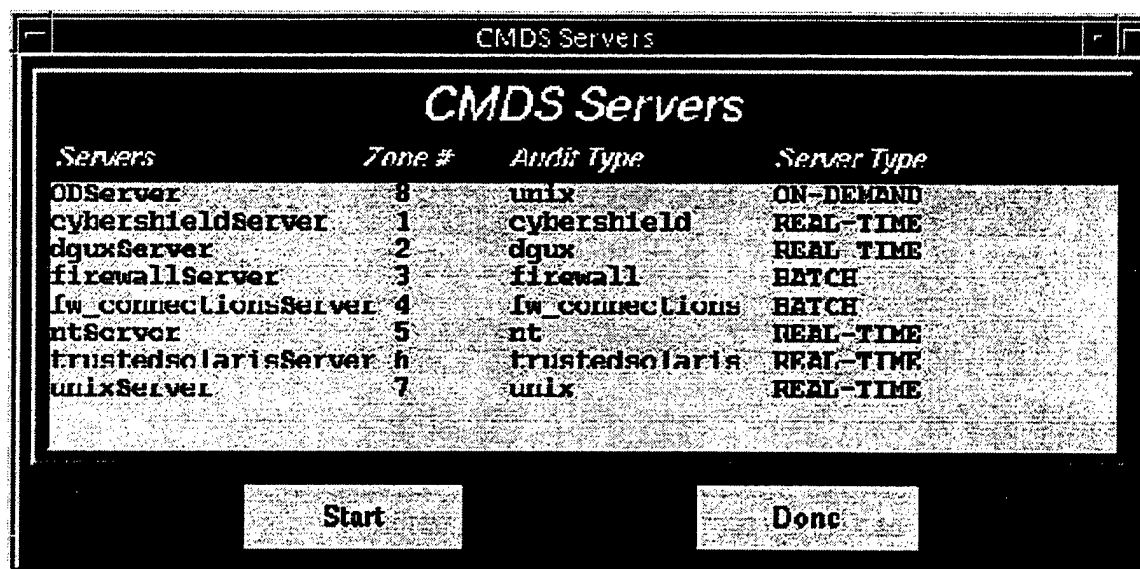 CMDS Servers
CMDS Servers
Servers Zone # Audit Type Server Type
ODServer 8 unix ON-DEMAND
cybershieldServer 1 cybershield REAL-TIME
dguxServer 2 dgux REAL-TIME
firewallServer 3 firewall BATCH
fw_connectionsServer 4 fw_connections BATCH
ntServer 5 nt REAL-TIME
trustedsolarisServer 6 trustedsolaris REAL-TIME
unixServer 7 unix REAL-TIME
Start Done